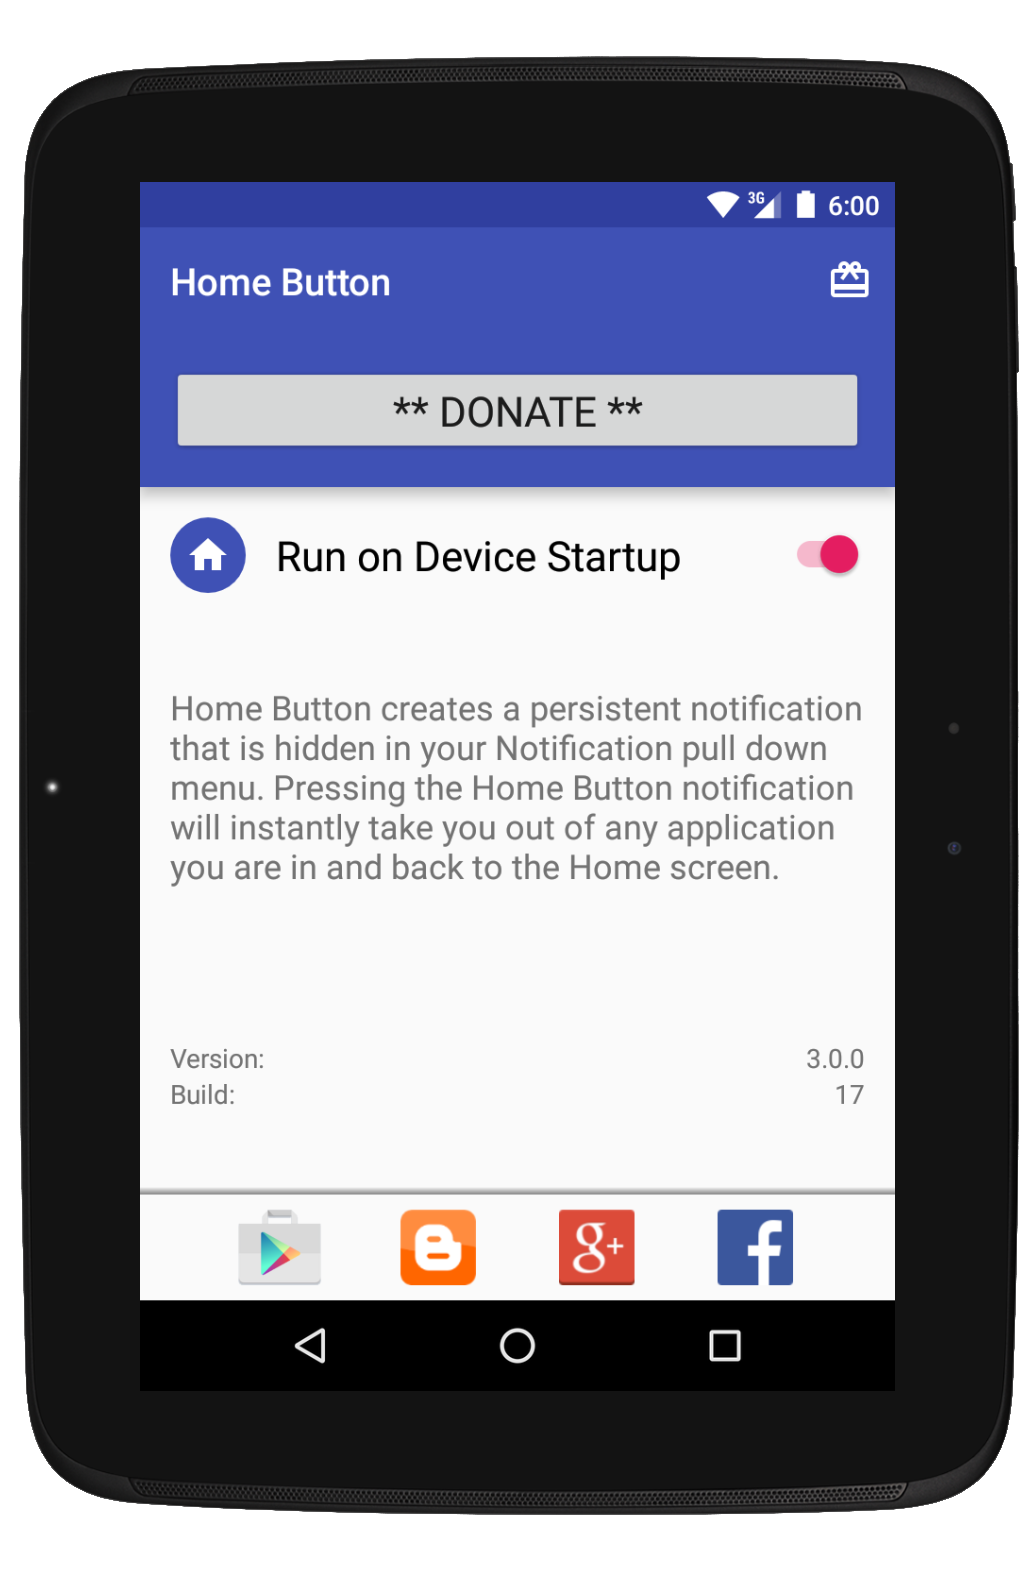 3G 6:00
Home Button
** DONATE **
Run on Device Startup
Home Button creates a persistent notification
that is hidden in your Notification pull down
menu. Pressing the Home Button notification
will instantly take you out of any application
you are in and back to the Home screen.
Version: 3.0.0
Build: 17
g+
f